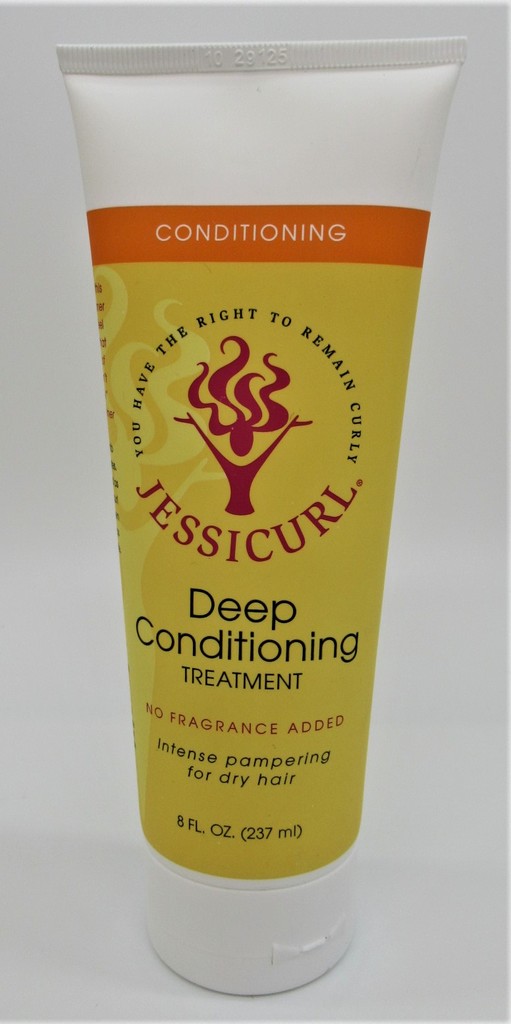 10 29125
CONDITIONING
YOU HAVE THE RIGHT TO REMAIN CURLY
JESSICURL®
Deep
Conditioning
TREATMENT
NO FRAGRANCE ADDED
Intense pampering
for dry hair
8 FL. OZ. (237 ml)